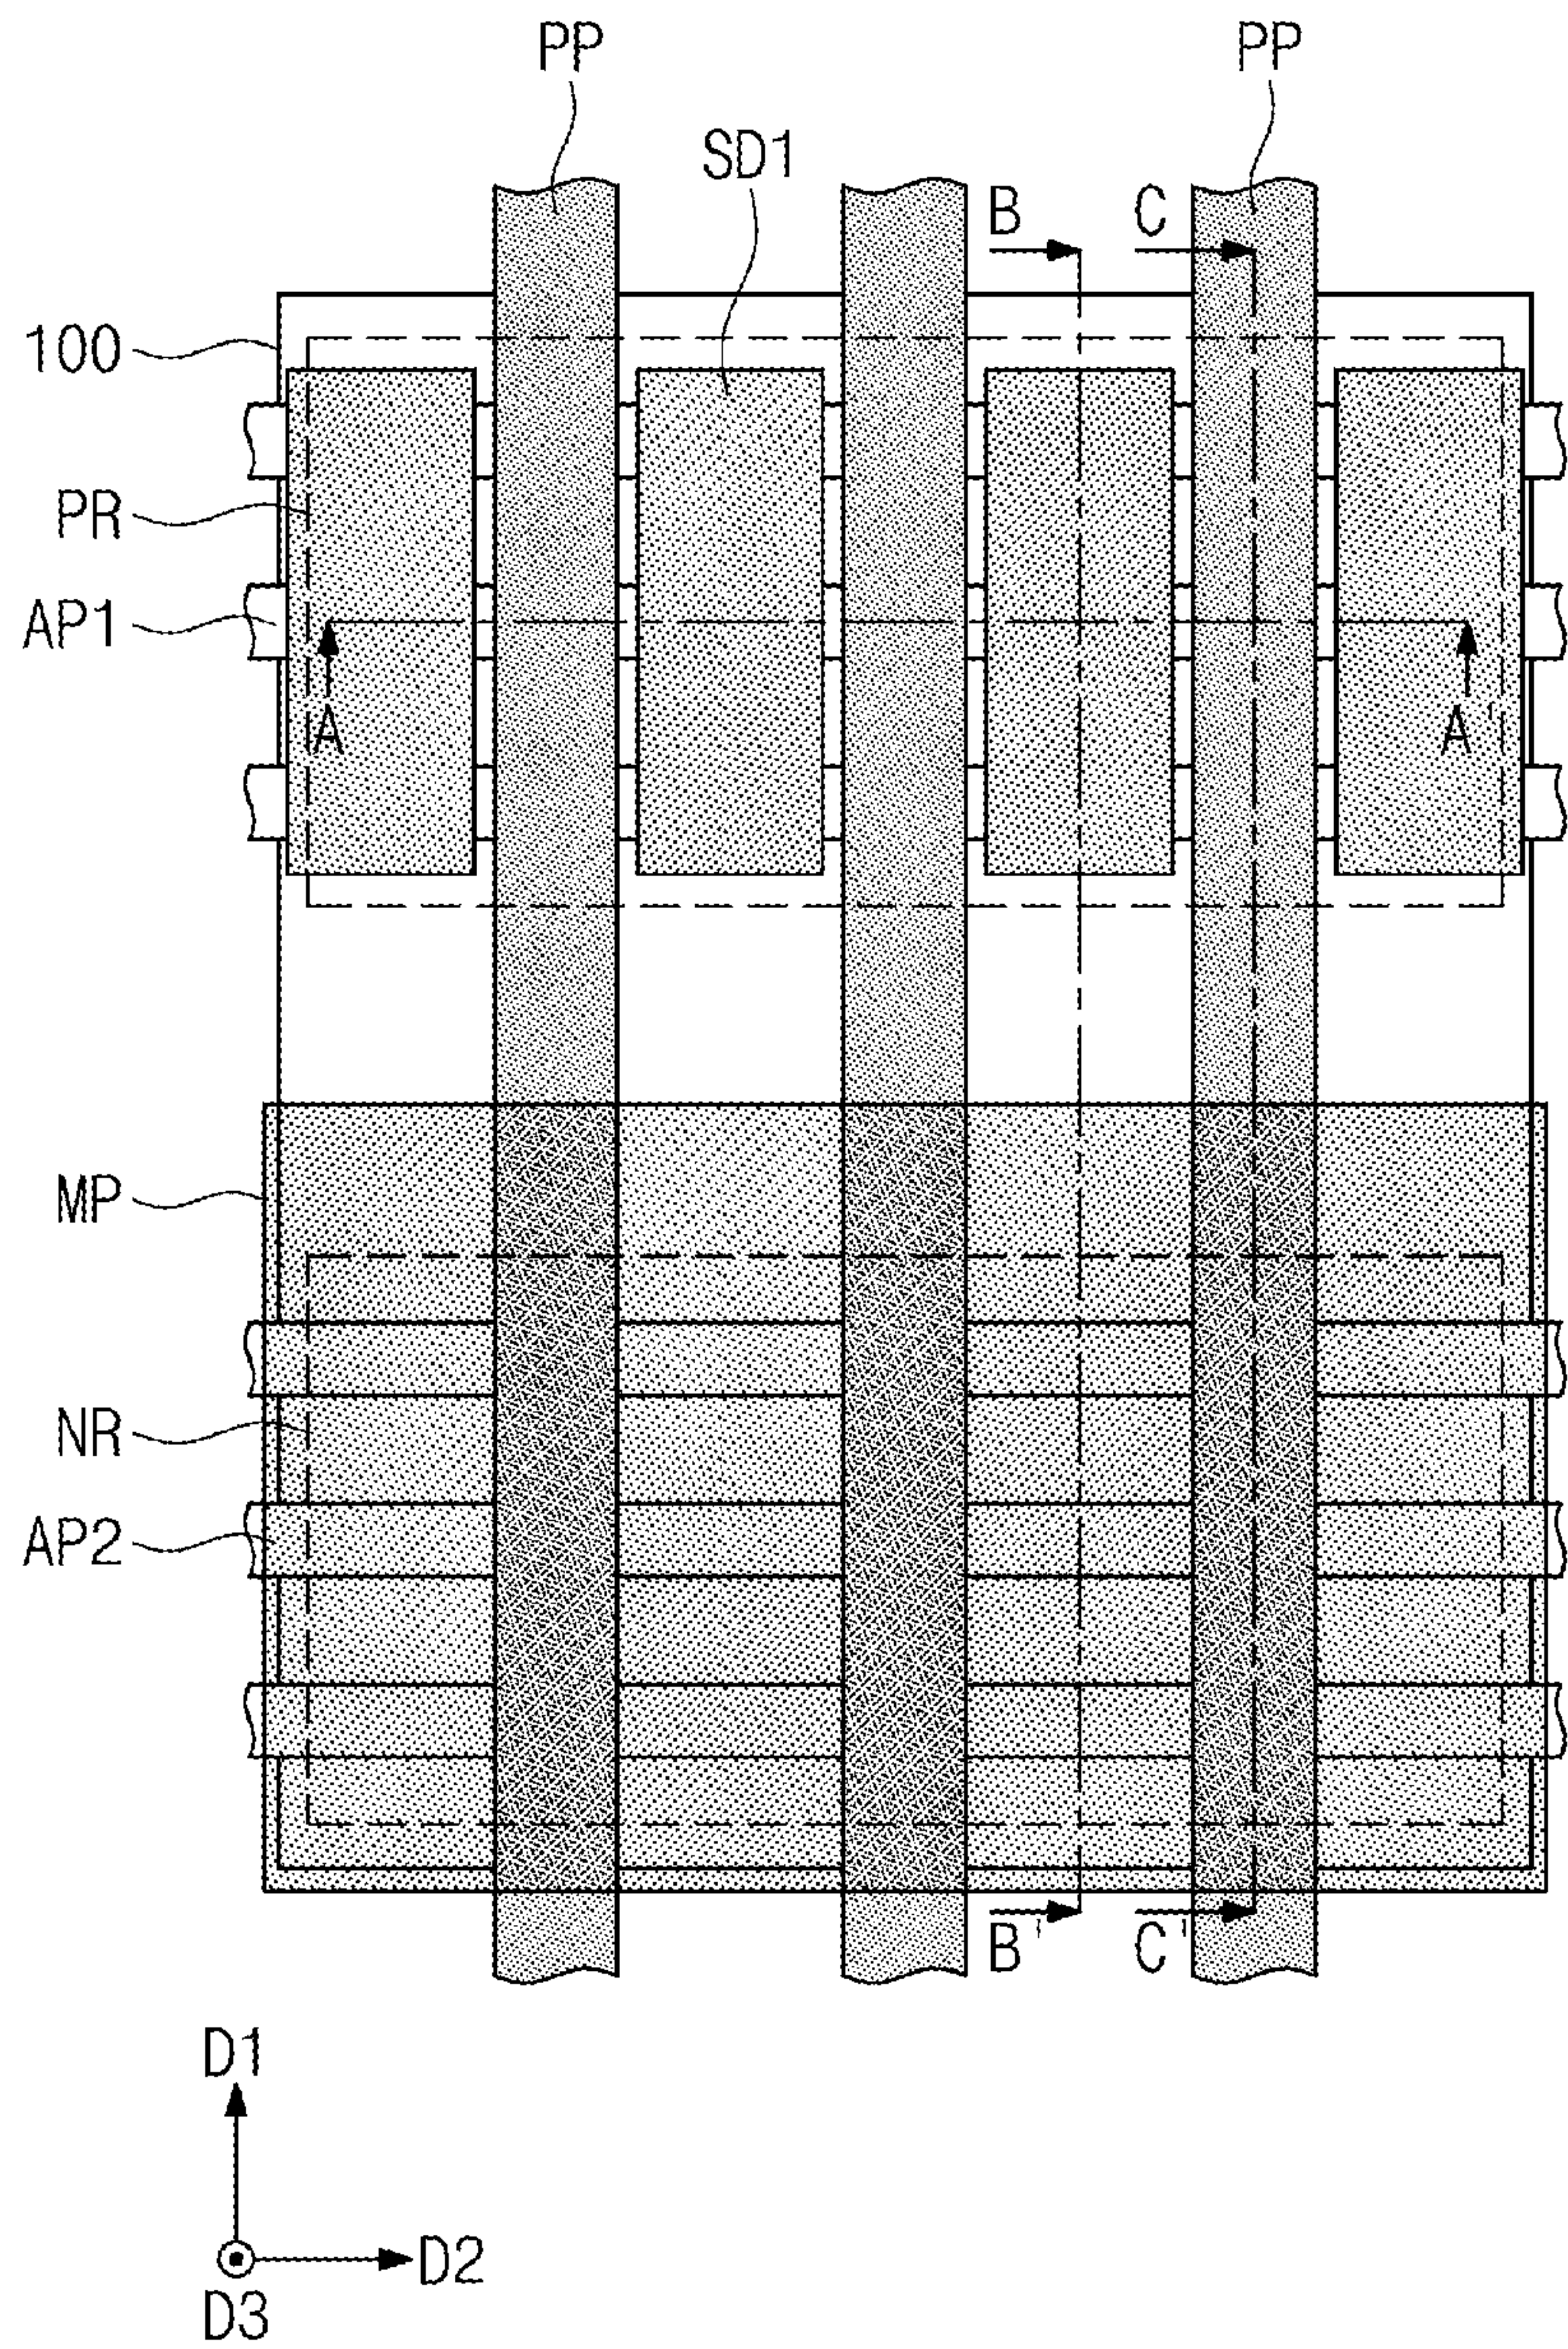 PP PP
SD1
B C
100
PR
AP1
A A'
MP
NR
AP2
B' C'
D1
D2
D3